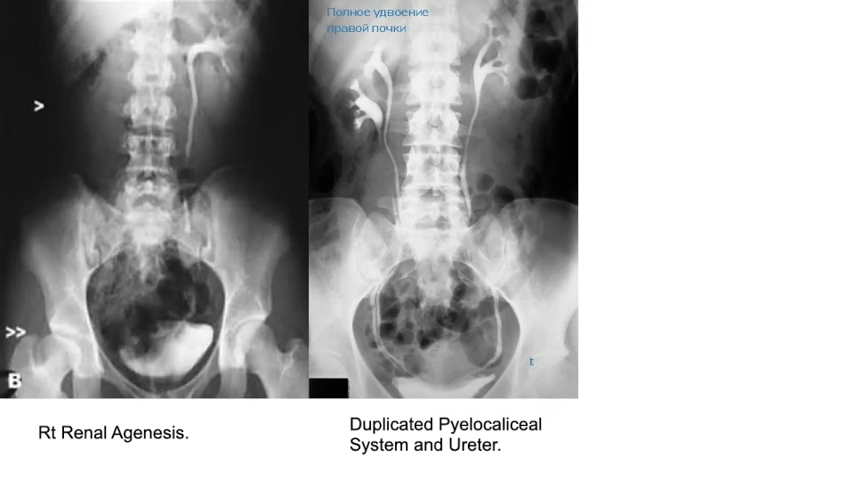 Полное удвоение
правой почки
>
>>
B
t
Rt Renal Agenesis.
Duplicated Pyelocaliceal
System and Ureter.